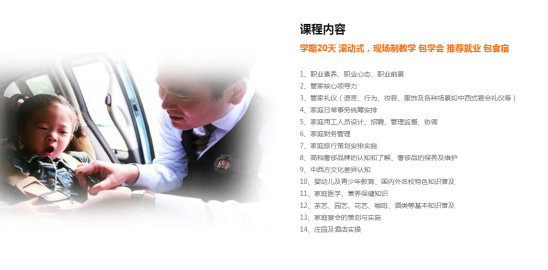 课程内容
学期20天 滚动式，现场制教学 包学会 推荐就业 包食宿
1、职业素养、职业心态、职业前景
2、管家核心领导力
3、管家礼仪（语言、行为、妆容、服饰及各种场景如中西式宴会礼仪等）
4、家庭日常事务统筹安排
5、家庭用工人员设计、招聘、管理监督、协调
6、家庭财务管理
7、家庭旅行策划安排实施
8、高档奢侈品牌的认知和了解、奢侈品的保养及维护
9、中西方文化差异认知
10、婴幼儿及青少年教育、国内外名校特色知识普及
11、家庭医学、营养保健知识
12、茶艺、园艺、花艺、咖啡、酒类等基本知识普及
13、家庭宴会的策划与实施
14、庄园及酒店实操